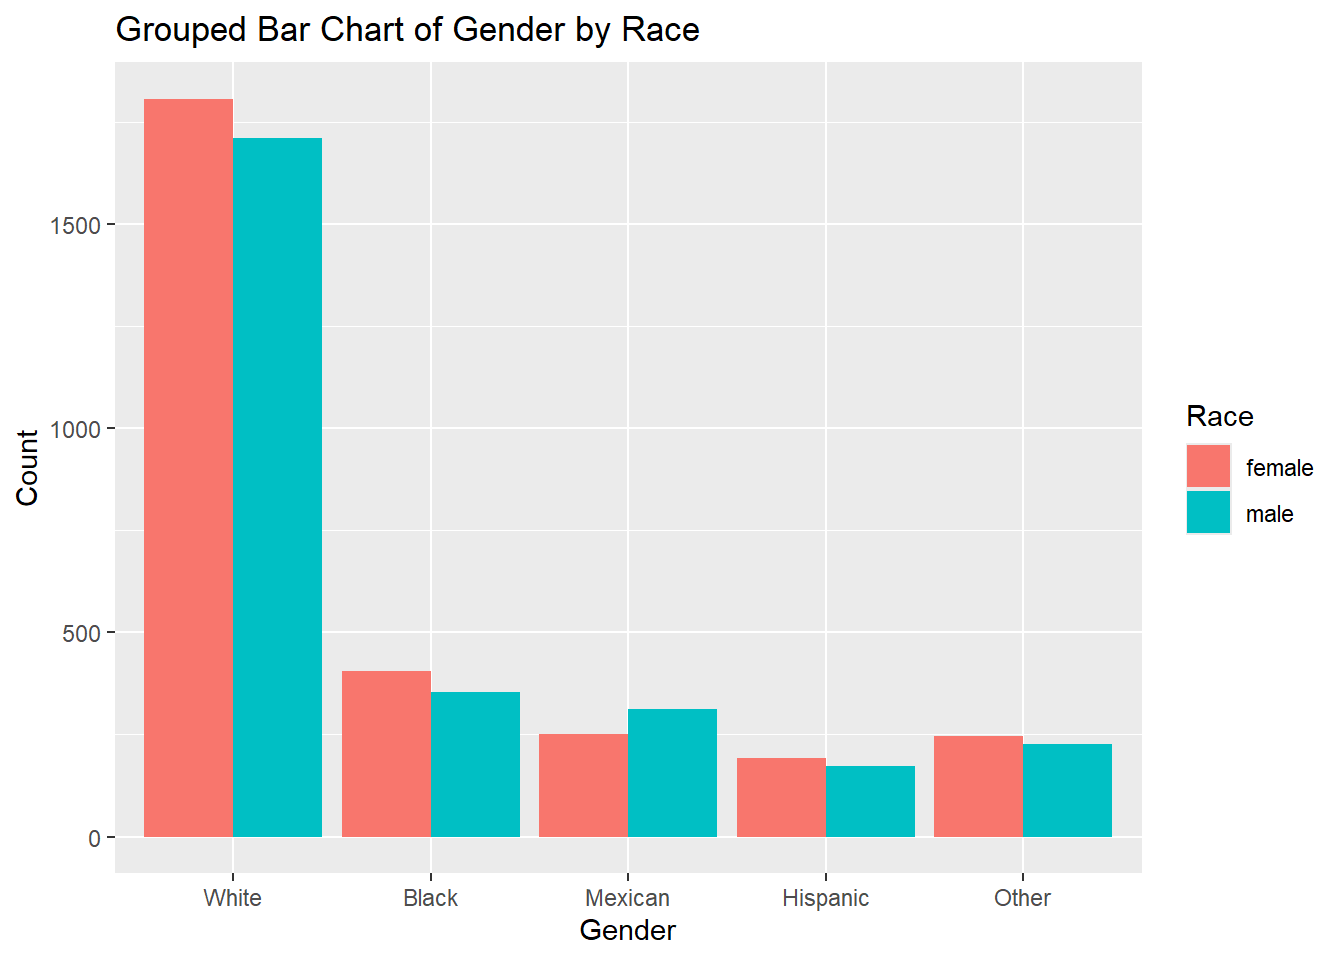 Grouped Bar Chart of Gender by Race
Count
1500
1000
500
0
White Black Mexican Hispanic Other
Gender
Race
female
male